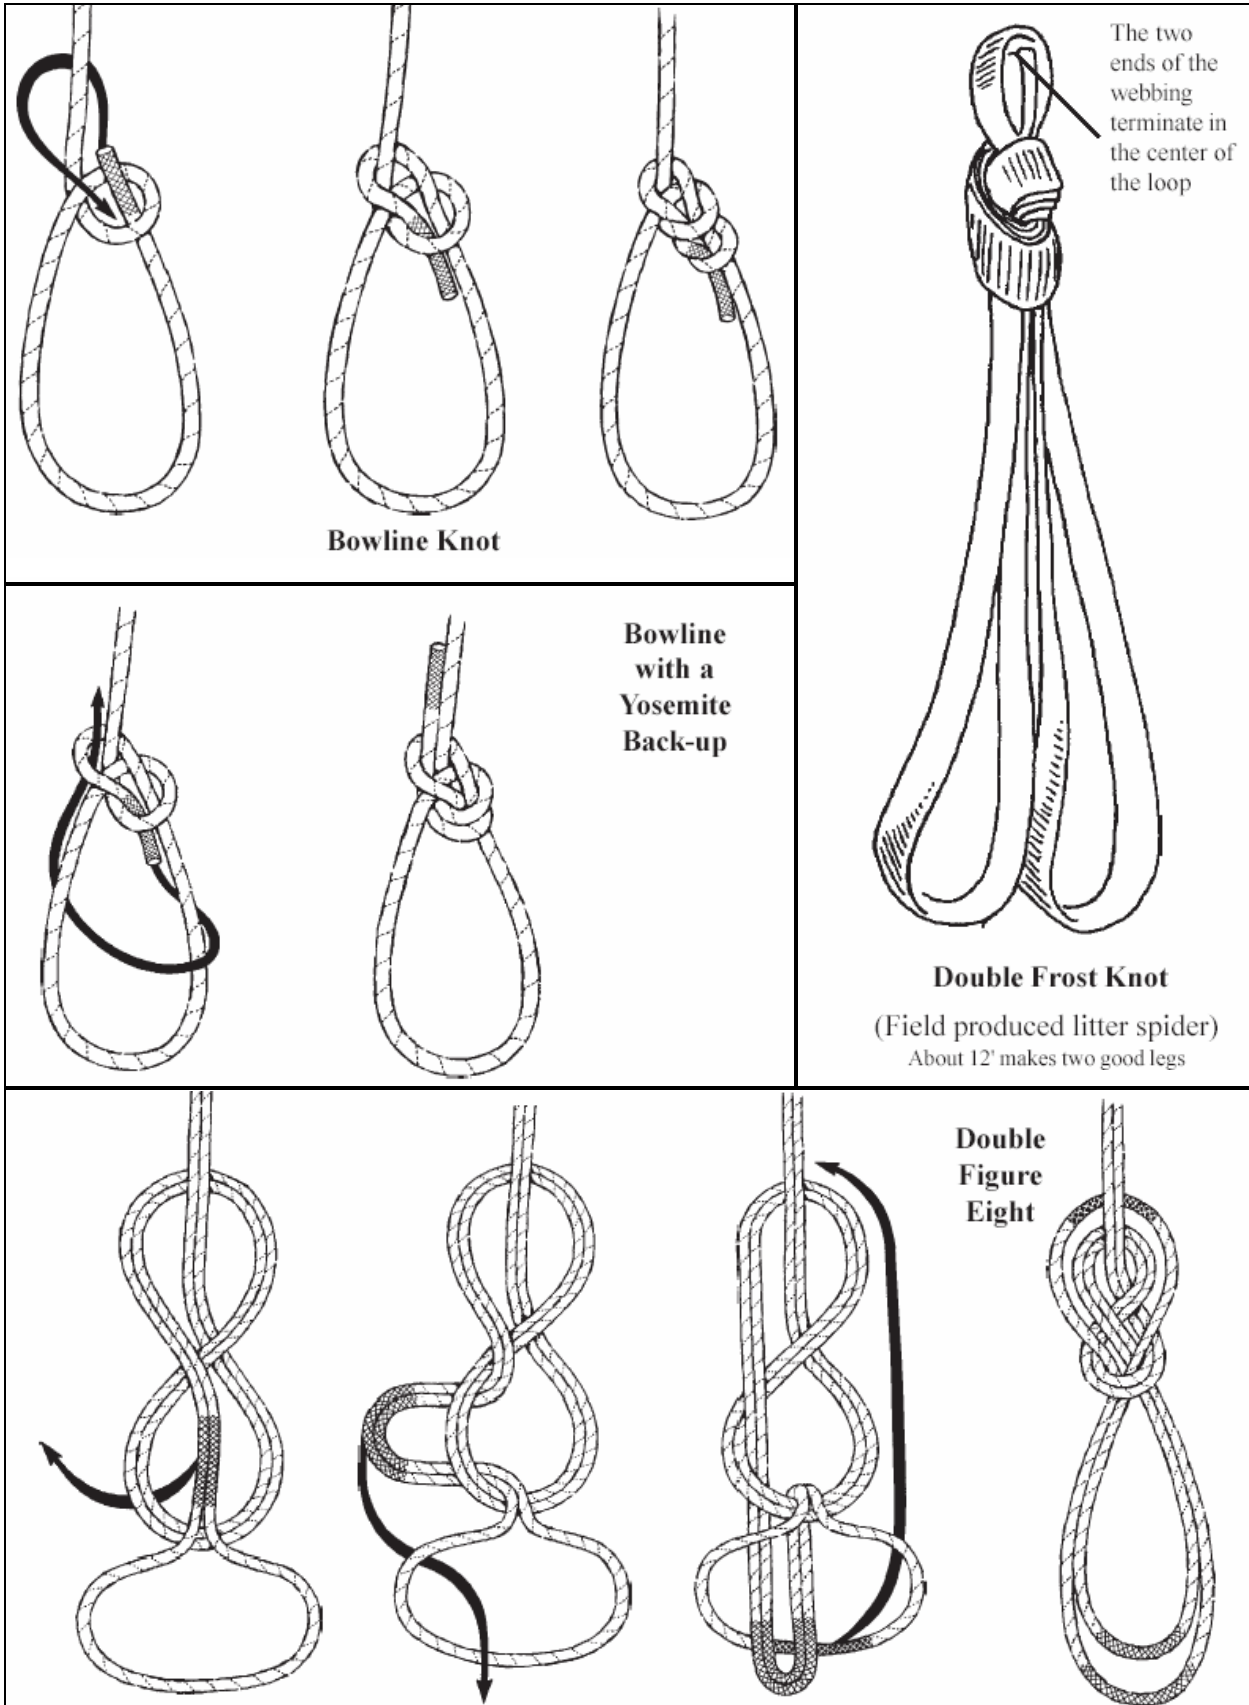 The two
ends of the
webbing
terminate in
the center of
the loop
Bowline Knot
Bowline
with a
Yosemite
Back-up
Double Frost Knot
(Field produced litter spider)
About 12' makes two good legs
Double
Figure
Eight